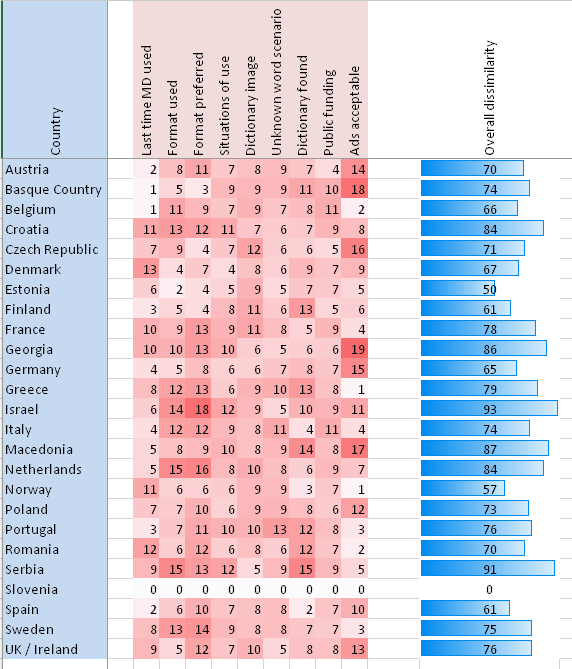 Country Last time MD used Format used Format preferred Situations of use Dictionary image Unknown word scenario Dictionary found Public funding Ads acceptable Overall dissimilarity
Austria 2 8 11 7 8 9 7 4 14 70
Basque Country 1 5 3 9 9 9 11 10 18 74
Belgium 1 11 9 7 9 7 8 11 2 66
Croatia 11 13 12 11 7 6 7 9 8 84
Czech Republic 7 9 4 7 12 6 6 5 16 71
Denmark 13 4 7 4 8 6 9 7 9 67
Estonia 6 2 4 5 9 5 7 7 5 50
Finland 3 5 4 8 11 6 13 5 6 61
France 10 9 13 9 11 8 5 9 4 78
Georgia 10 10 13 10 6 5 6 6 19 86
Germany 4 5 8 6 6 7 8 7 15 65
Greece 8 12 13 6 9 10 13 8 1 79
Israel 6 14 18 12 9 5 10 9 11 93
Italy 4 12 12 9 8 11 4 11 4 74
Macedonia 5 8 9 10 8 9 14 8 17 87
Netherlands 5 15 16 8 10 8 6 9 7 84
Norway 11 6 6 6 9 9 3 7 1 57
Poland 7 7 10 6 9 9 8 6 12 73
Portugal 3 7 11 10 10 13 12 8 3 76
Romania 12 6 12 6 8 6 12 7 2 70
Serbia 9 15 13 12 5 9 15 9 5 91
Slovenia 0 0 0 0 0 0 0 0 0 0
Spain 2 6 10 7 8 8 2 7 10 61
Sweden 8 13 14 9 8 8 7 7 3 75
UK / Ireland 9 5 12 7 10 5 8 8 13 76